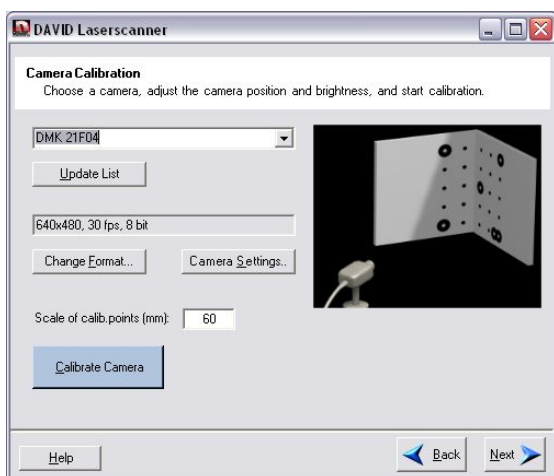 DAVID Laserscanner
Camera Calibration
Choose a camera, adjust the camera position and brightness, and start calibration.
DMK 21F04
Update List
640x480, 30 fps, 8 bit
Change Format...
Camera Settings..
Scale of calib.points (mm):
60
Calibrate Camera
Help
Back
Next